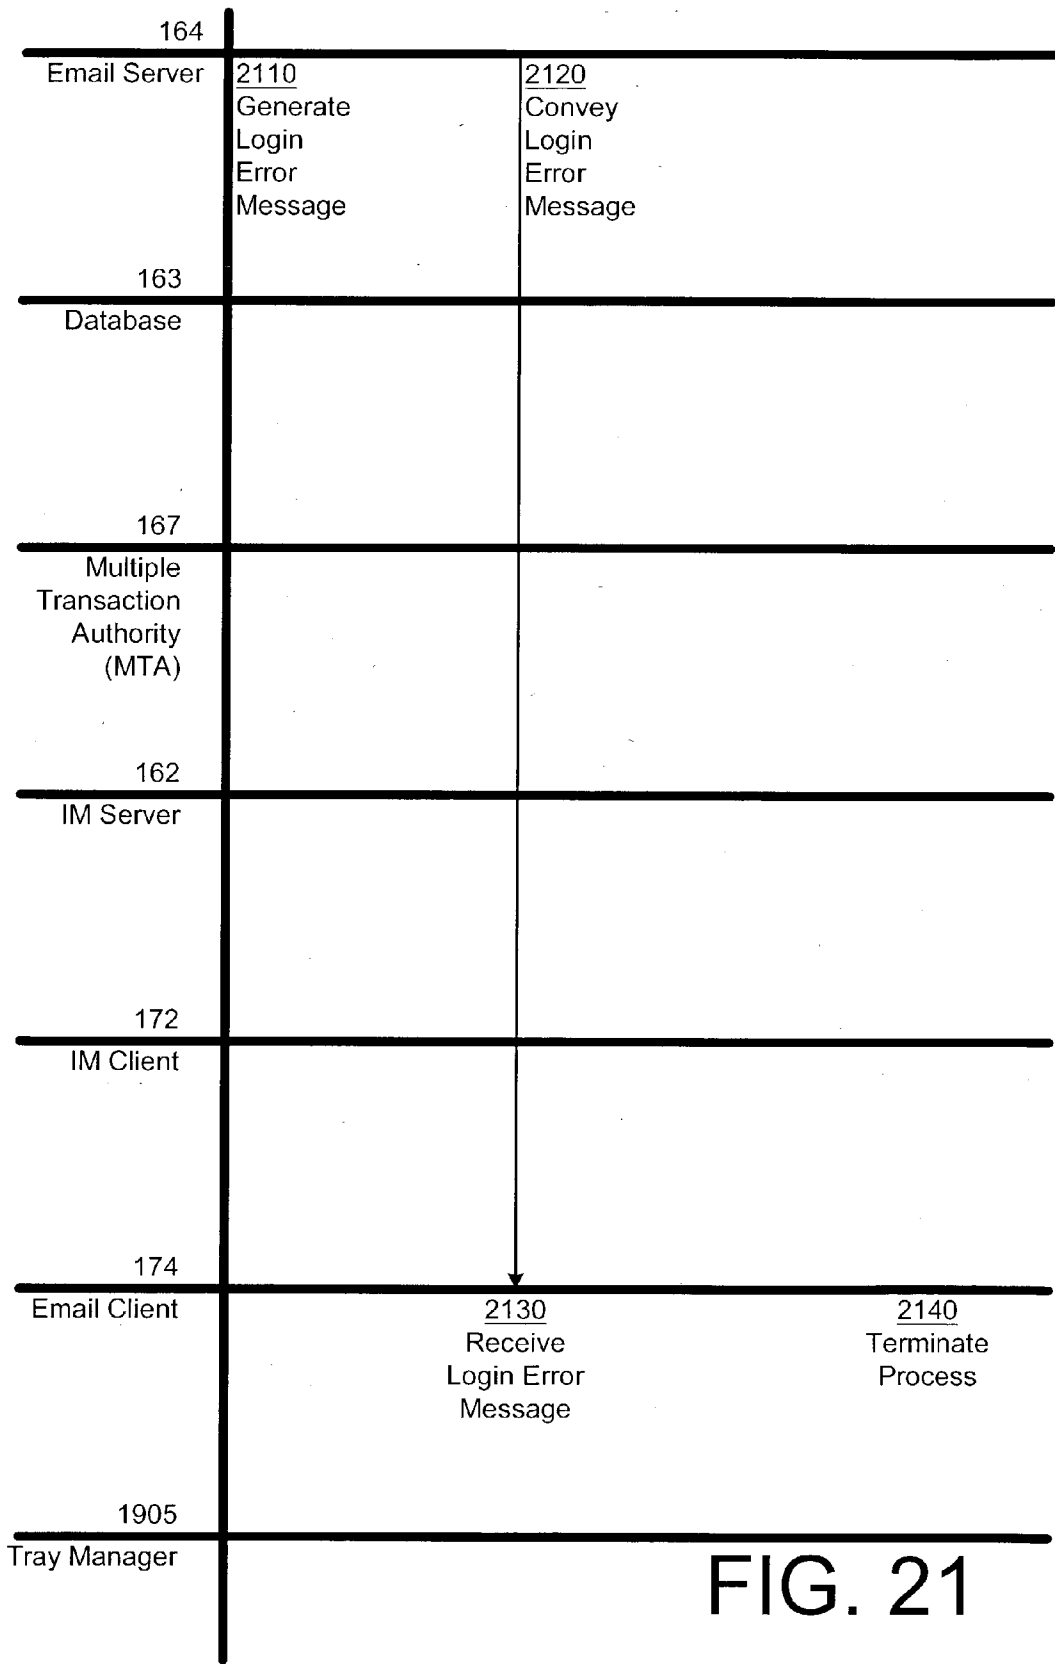 164
Email Server
2110
Generate
Login
Error
Message
2120
Convey
Login
Error
Message
163
Database
167
Multiple
Transaction
Authority
(MTA)
162
IM Server
172
IM Client
174
Email Client
2130
Receive
Login Error
Message
2140
Terminate
Process
1905
Tray Manager
FIG. 21